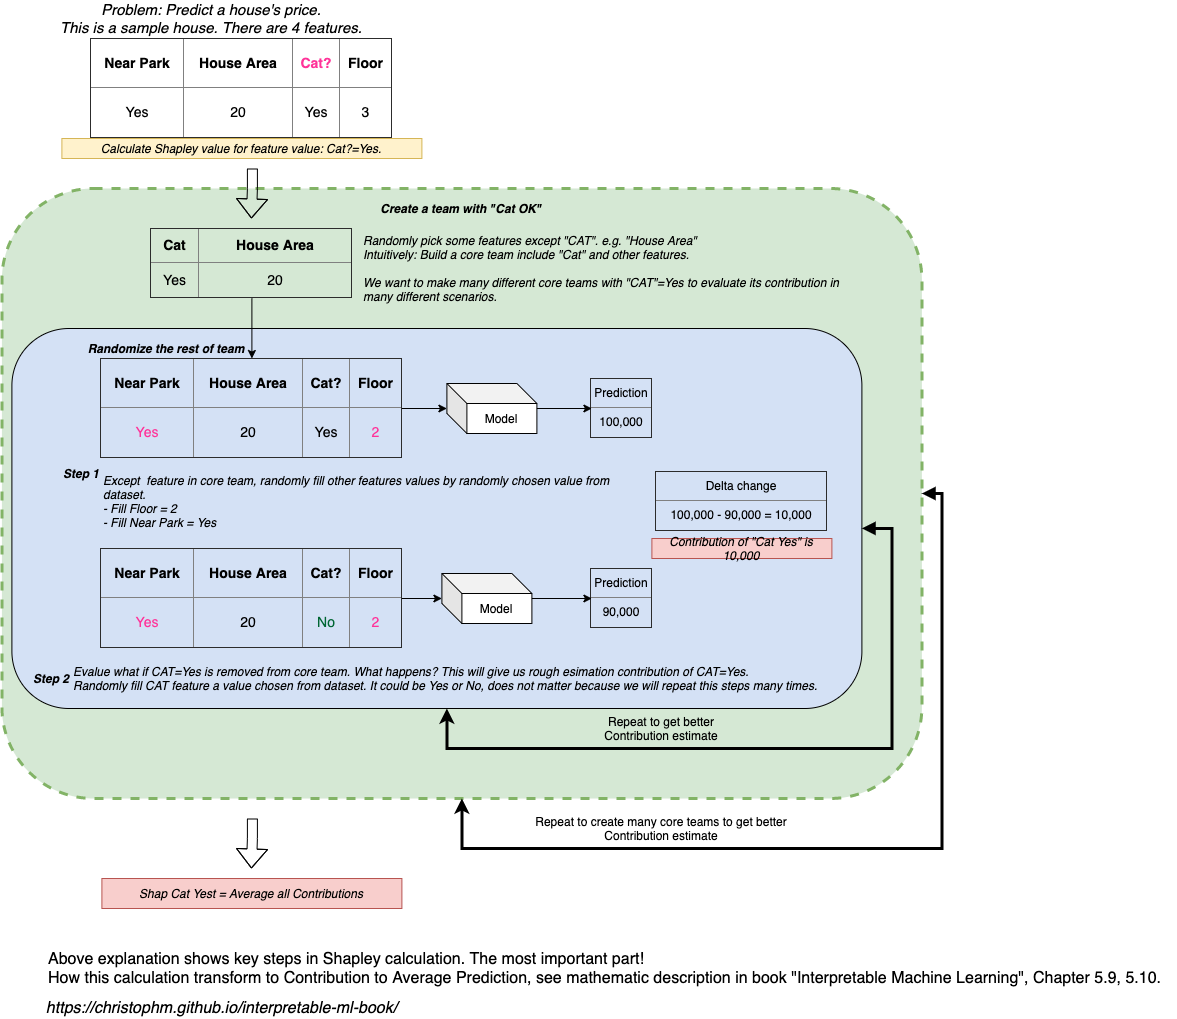 Problem: Predict a house's price.
This is a sample house. There are 4 features.
Near Park House Area Cat? Floor
Yes 20 Yes 3
Calculate Shapley value for feature value: Cat?=Yes.
Create a team with "Cat OK"
Cat House Area
Yes 20
Randomly pick some features except "CAT". e.g. "House Area"
Intuitively: Build a core team include "Cat" and other features.
We want to make many different core teams with "CAT"=Yes to evaluate its contribution in
many different scenarios.
Randomize the rest of team
Near Park House Area Cat? Floor
Yes 20 Yes 2
Model
Prediction
100,000
Step 1
Except  feature in core team, randomly fill other features values by randomly chosen value from
dataset.
- Fill Floor = 2
- Fill Near Park = Yes
Delta change
100,000 - 90,000 = 10,000
Contribution of "Cat Yes" is
10,000
Near Park House Area Cat? Floor
Yes 20 No 2
Model
Prediction
90,000
Step 2
Evalue what if CAT=Yes is removed from core team. What happens? This will give us rough esimation contribution of CAT=Yes.
Randomly fill CAT feature a value chosen from dataset. It could be Yes or No, does not matter because we will repeat this steps many times.
Repeat to get better
Contribution estimate
Repeat to create many core teams to get better
Contribution estimate
Shap Cat Yest = Average all Contributions
Above explanation shows key steps in Shapley calculation. The most important part!
How this calculation transform to Contribution to Average Prediction, see mathematic description in book "Interpretable Machine Learning", Chapter 5.9, 5.10.
https://christophm.github.io/interpretable-ml-book/